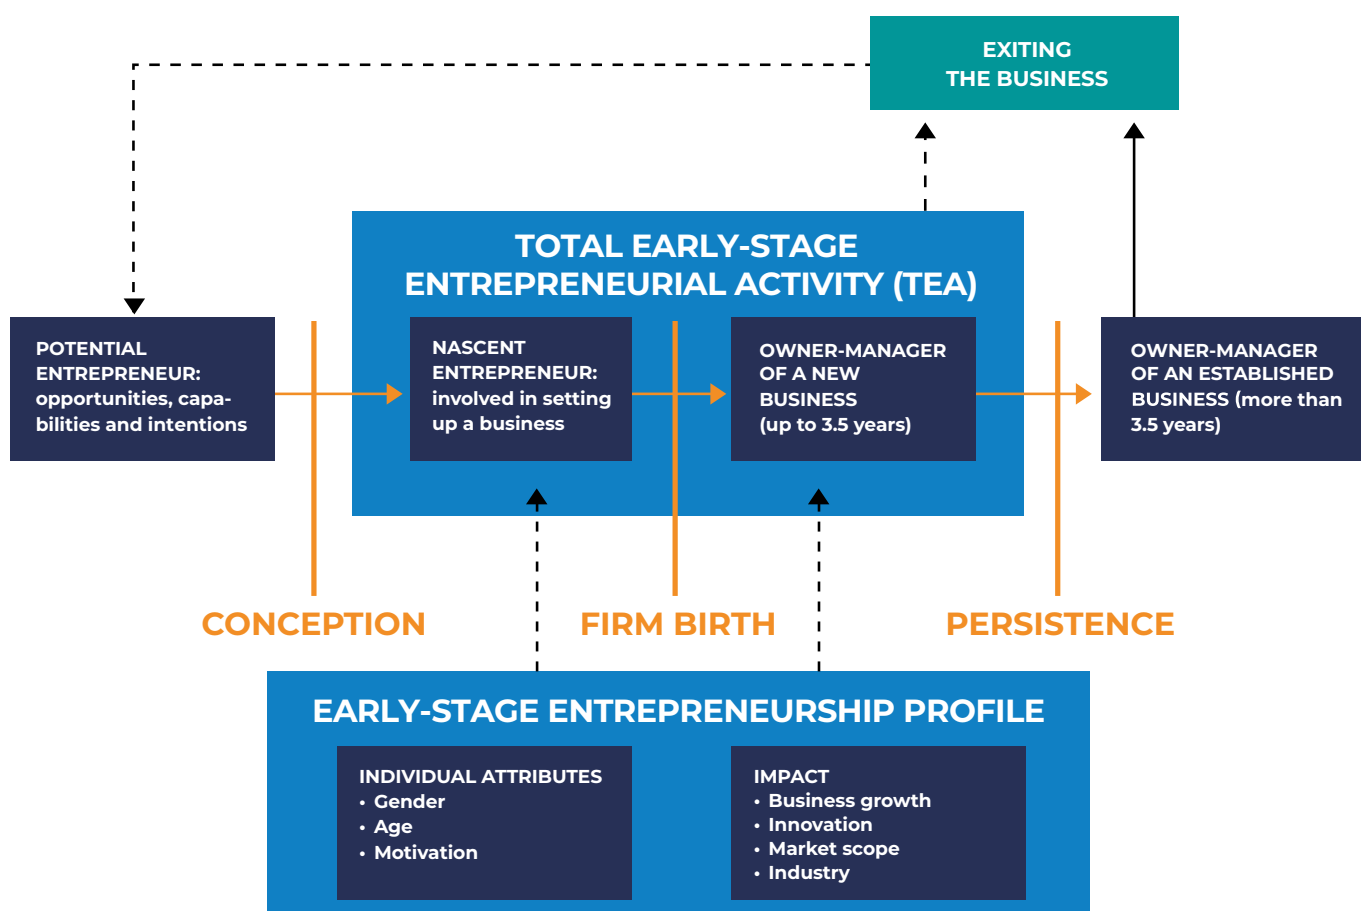 EXITING
THE BUSINESS
TOTAL EARLY-STAGE
ENTREPRENEURIAL ACTIVITY (TEA)
POTENTIAL
ENTREPRENEUR:
opportunities, capa-
bilities and intentions
NASCENT
ENTREPRENEUR:
involved in setting
up a business
OWNER-MANAGER
OF A NEW
BUSINESS
(up to 3.5 years)
OWNER-MANAGER
OF AN ESTABLISHED
BUSINESS (more than
3.5 years)
CONCEPTION
FIRM BIRTH
PERSISTENCE
EARLY-STAGE ENTREPRENEURSHIP PROFILE
INDIVIDUAL ATTRIBUTES
• Gender
• Age
• Motivation
IMPACT
• Business growth
• Innovation
• Market scope
• Industry